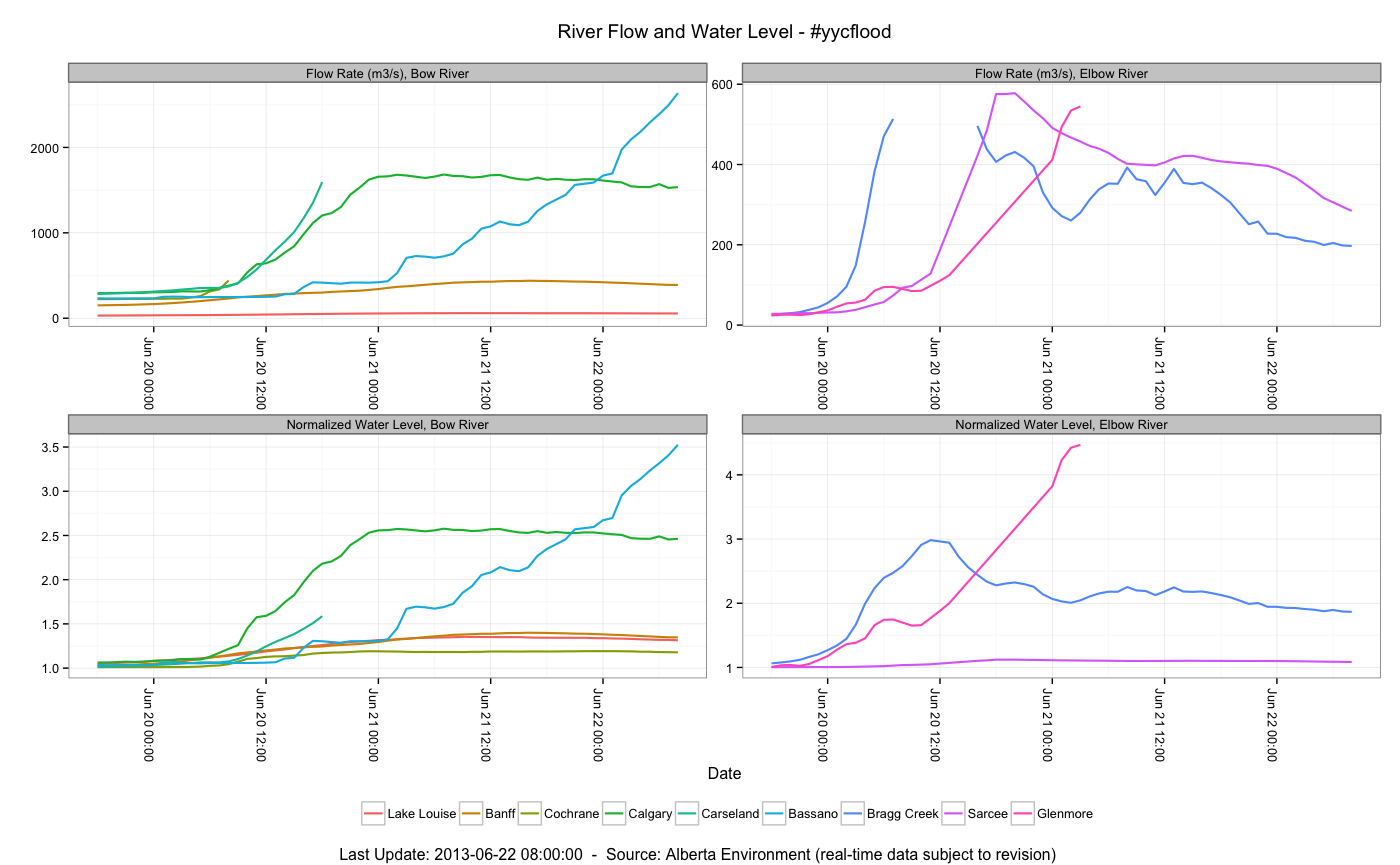 River Flow and Water Level - #yycflood
Flow Rate (m3/s), Bow River
Flow Rate (m3/s), Elbow River
2000
1000
0
600
400
200
0
Jun 20 00:00
Jun 20 12:00
Jun 21 00:00
Jun 21 12:00
Jun 22 00:00
Jun 20 00:00
Jun 20 12:00
Jun 21 00:00
Jun 21 12:00
Jun 22 00:00
Normalized Water Level, Bow River
Normalized Water Level, Elbow River
3.5
3.0
2.5
2.0
1.5
1.0
4
3
2
1
Jun 20 00:00
Jun 20 12:00
Jun 21 00:00
Jun 21 12:00
Jun 22 00:00
Jun 20 00:00
Jun 20 12:00
Jun 21 00:00
Jun 21 12:00
Jun 22 00:00
Date
Lake Louise Banff Cochrane Calgary Carseland Bassano Bragg Creek Sarcee Glenmore
Last Update: 2013-06-22 08:00:00 - Source: Alberta Environment (real-time data subject to revision)